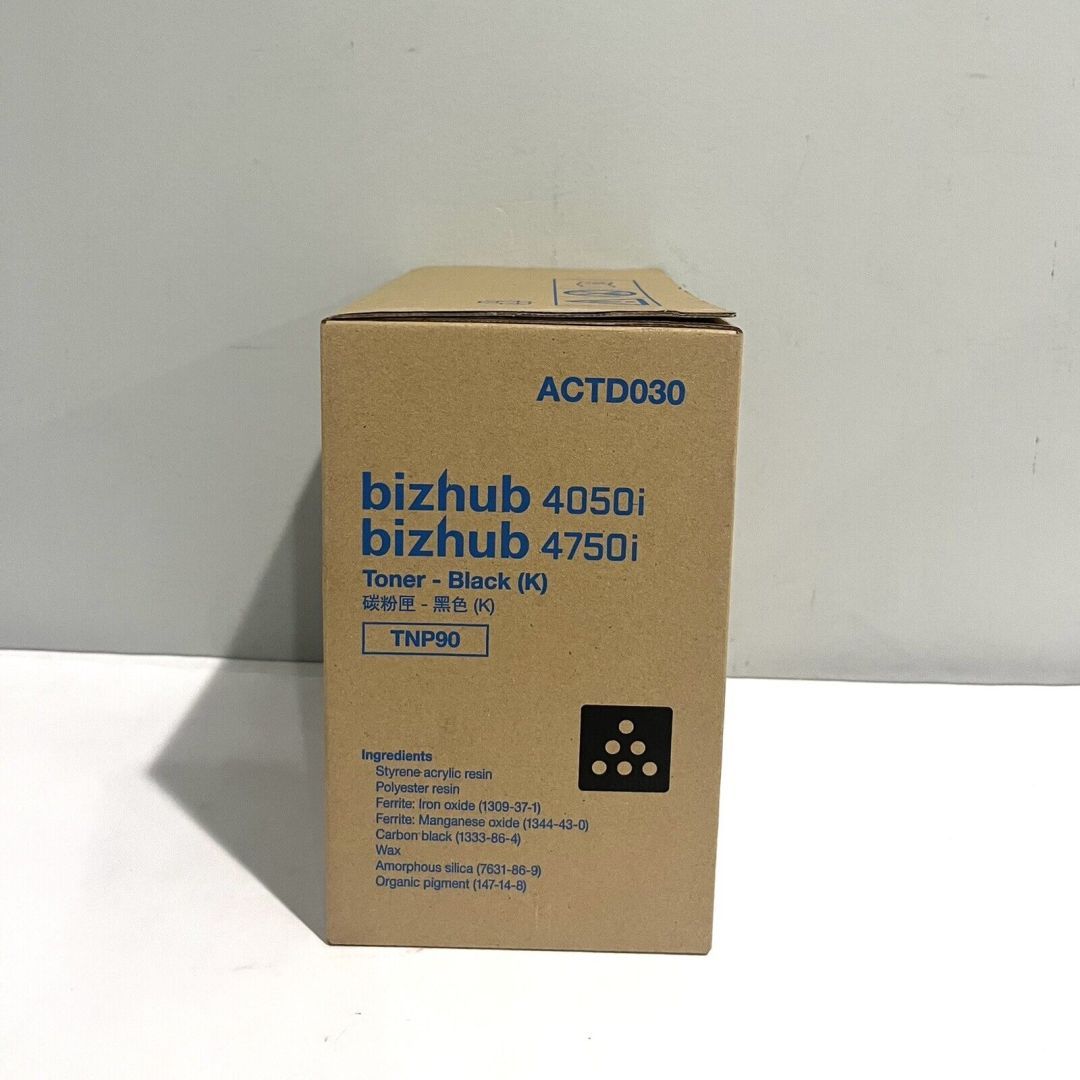 ACTD030
bizhub 4050i
bizhub 4750i
Toner - Black (K)
碳粉匣 - 黑色 (K)
TNP90
Ingredients
Styrene acrylic resin
Polyester resin
Ferrite: Iron oxide (1309-37-1)
Ferrite: Manganese oxide (1344-43-0)
Carbon black (1333-86-4)
Wax
Amorphous silica (7631-86-9)
Organic pigment (147-14-8)